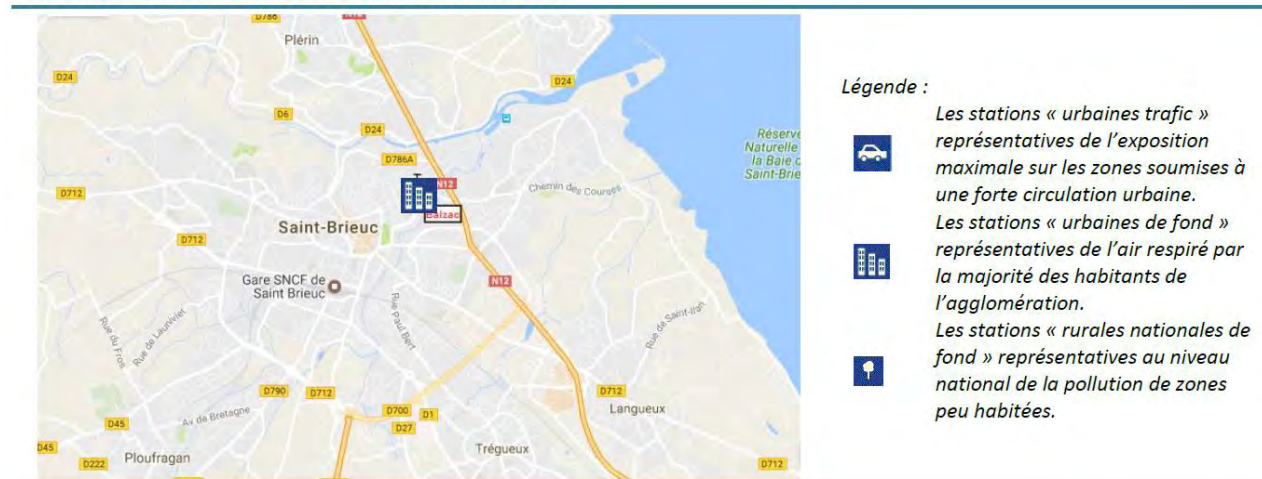 D786
N12
Plérin
D24
D24
D6
D24
D786A
D712
N12
Balzac
Chemin des Courses
Réserve
Naturelle
la Baie
Saint-Brie
Saint-Brieuc
D712
Gare SNCF de
Saint Brieuc
N12
Rue du Frois
Rue de Launiviet
Rue Paul Bert
Rue de Saint-Ilan
D790
D712
D712
Av de Bretagne
D700
D1
Langueux
D45
D27
D45
D222
Ploufragan
Trégueux
D712
Légende :
Les stations « urbaines trafic »
représentatives de l’exposition
maximale sur les zones soumises à
une forte circulation urbaine.
Les stations « urbaines de fond »
représentatives de l’air respiré par
la majorité des habitants de
l’agglomération.
Les stations « rurales nationales de
fond » représentatives au niveau
national de la pollution de zones
peu habitées.